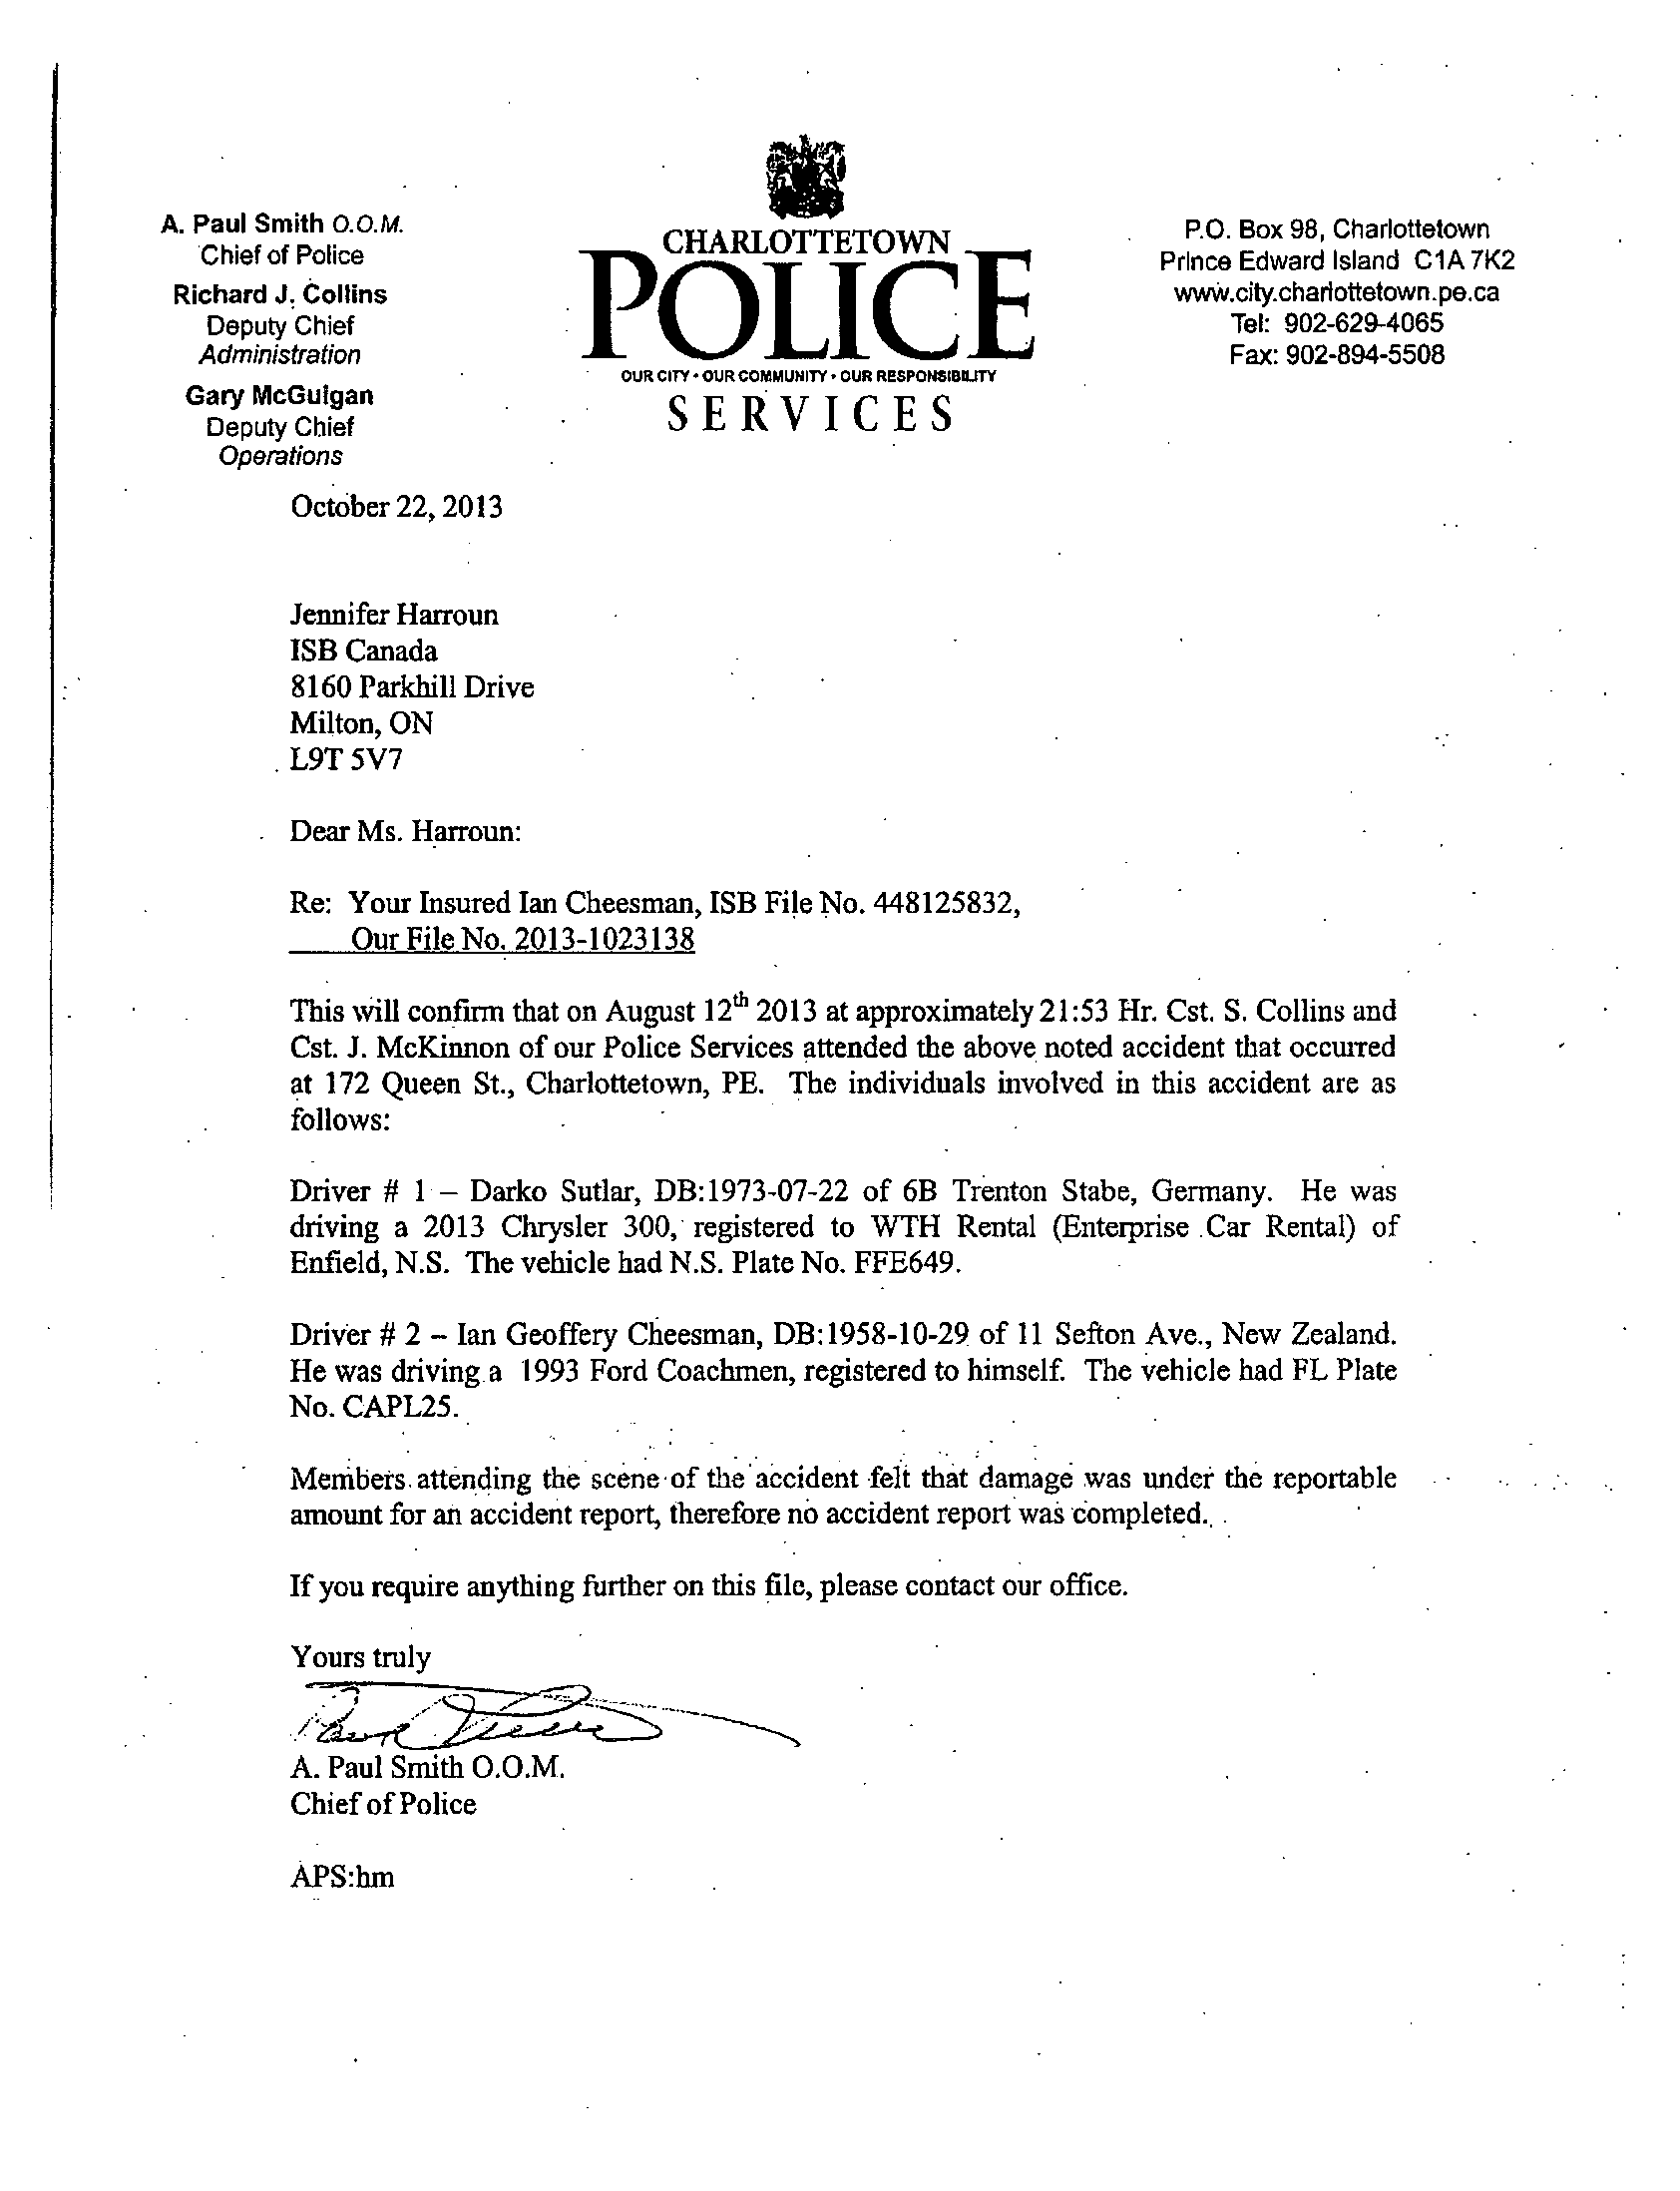 A. Paul Smith O.O.M.
Chief of Police
Richard J. Collins
Deputy Chief
Administration
Gary McGuigan
Deputy Chief
Operations
CHARLOTTETOWN
POLICE
OUR CITY • OUR COMMUNITY • OUR RESPONSIBILITY
SERVICES
P.O. Box 98, Charlottetown
Prince Edward Island C1A 7K2
www.city.charlottetown.pe.ca
Tel: 902-629-4065
Fax: 902-894-5508
October 22, 2013
Jennifer Harroun
ISB Canada
8160 Parkhill Drive
Milton, ON
L9T 5V7
Dear Ms. Harroun:
Re: Your Insured Ian Cheesman, ISB File No. 448125832,
Our File No. 2013-1023138
This will confirm that on August 12th 2013 at approximately 21:53 Hr. Cst. S. Collins and
Cst. J. McKinnon of our Police Services attended the above noted accident that occurred
at 172 Queen St., Charlottetown, PE. The individuals involved in this accident are as
follows:
Driver # 1 – Darko Sutlar, DB:1973-07-22 of 6B Trenton Stabe, Germany. He was
driving a 2013 Chrysler 300, registered to WTH Rental (Enterprise Car Rental) of
Enfield, N.S. The vehicle had N.S. Plate No. FFE649.
Driver # 2 – Ian Geoffery Cheesman, DB:1958-10-29 of 11 Sefton Ave., New Zealand.
He was driving a 1993 Ford Coachmen, registered to himself. The vehicle had FL Plate
No. CAPL25.
Members attending the scene of the accident felt that damage was under the reportable
amount for an accident report, therefore no accident report was completed.
If you require anything further on this file, please contact our office.
Yours truly
A. Paul Smith O.O.M.
Chief of Police
APS:hm